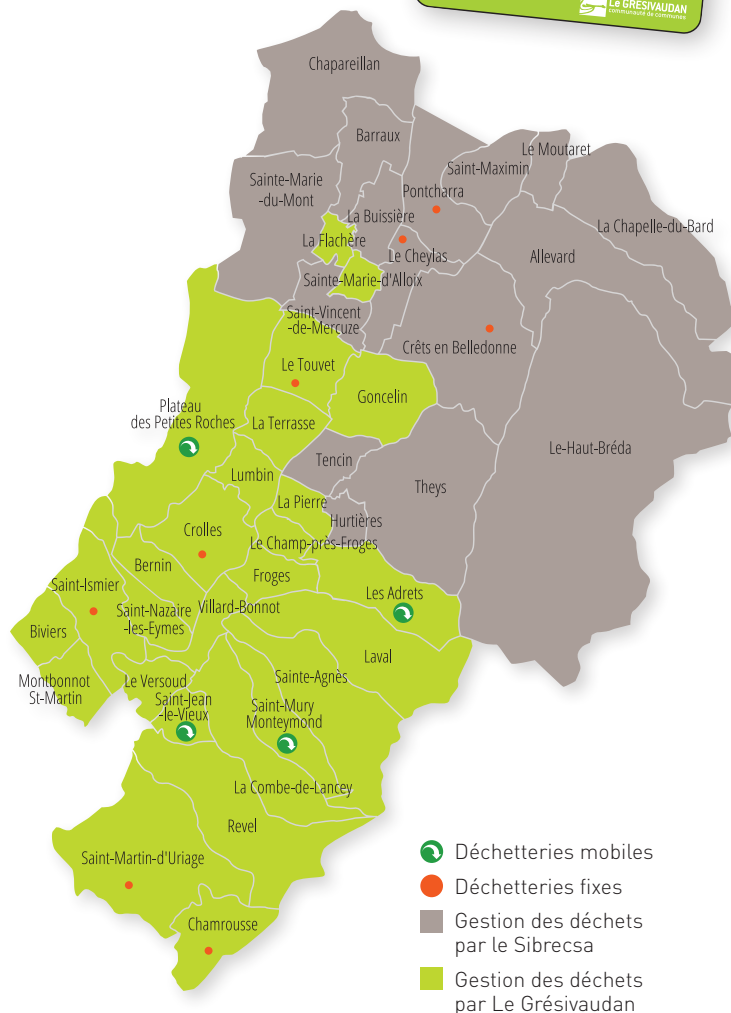 Le GRÉSIVAUDAN
communauté de communes
Chapareillan
Barraux
Le Moutaret
Saint-Maximin
Sainte-Marie
-du-Mont
Pontcharra
La Buissière
La Chapelle-du-Bard
La Flachère
Le Cheylas
Allevard
Sainte-Marie-d'Alloix
Saint-Vincent
-de-Mercuze
Crêts en Belledonne
Le Touvet
Goncelin
Plateau
des Petites Roches
La Terrasse
Le-Haut-Bréda
Tencin
Lumbin
Theys
La Pierre
Hurtières
Crolles
Le Champ-près-Froges
Bernin
Froges
Saint-Ismier
Les Adrets
Saint-Nazaire
-les-Eymes
Villard-Bonnot
Biviers
Laval
Montbonnot
St-Martin
Le Versoud
Sainte-Agnès
Saint-Jean
-le-Vieux
Saint-Mury
Monteymond
La Combe-de-Lancey
Revel
Saint-Martin-d'Uriage
Chamrousse
Déchetteries mobiles
Déchetteries fixes
Gestion des déchets
par le Sibrecsa
Gestion des déchets
par Le Grésivaudan